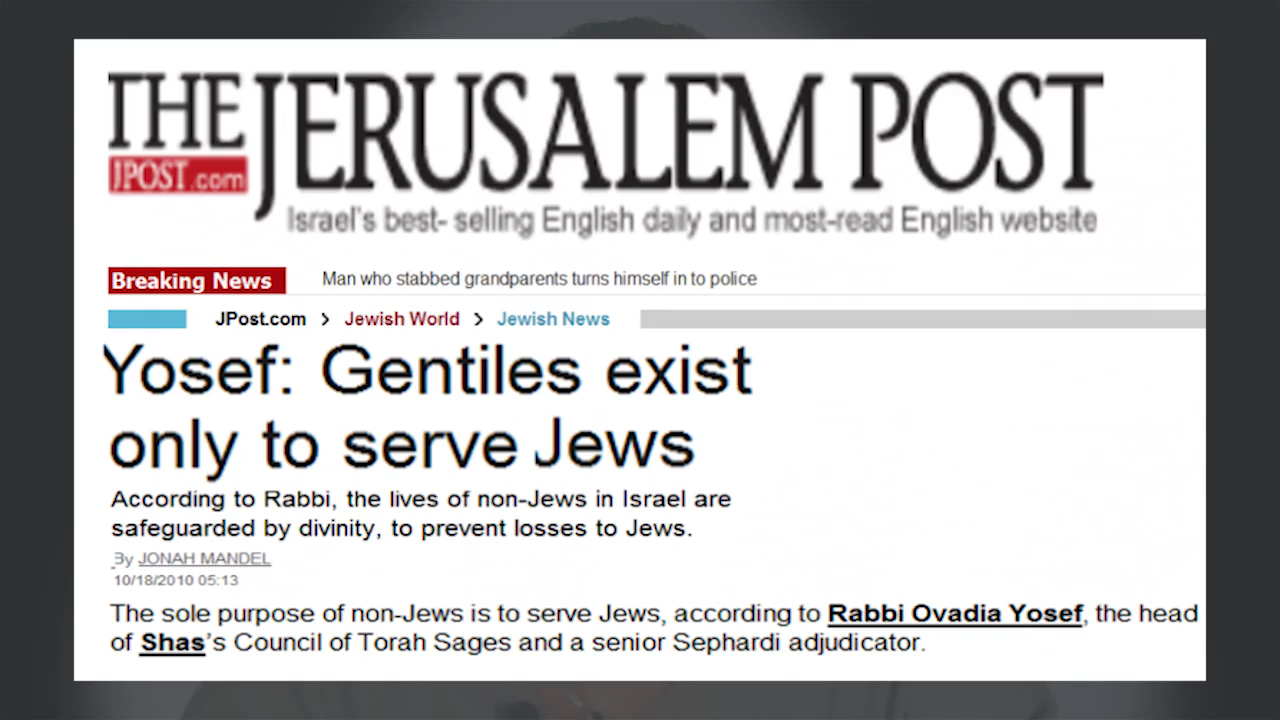 THE JERUSALEM POST
JPOST.com
Israel's best- selling English daily and most-read English website
Breaking News Man who stabbed grandparents turns himself in to police
JPost.com > Jewish World > Jewish News
Yosef: Gentiles exist
only to serve Jews
According to Rabbi, the lives of non-Jews in Israel are
safeguarded by divinity, to prevent losses to Jews.
By JONAH MANDEL
10/18/2010 05:13
The sole purpose of non-Jews is to serve Jews, according to Rabbi Ovadia Yosef, the head
of Shas's Council of Torah Sages and a senior Sephardi adjudicator.